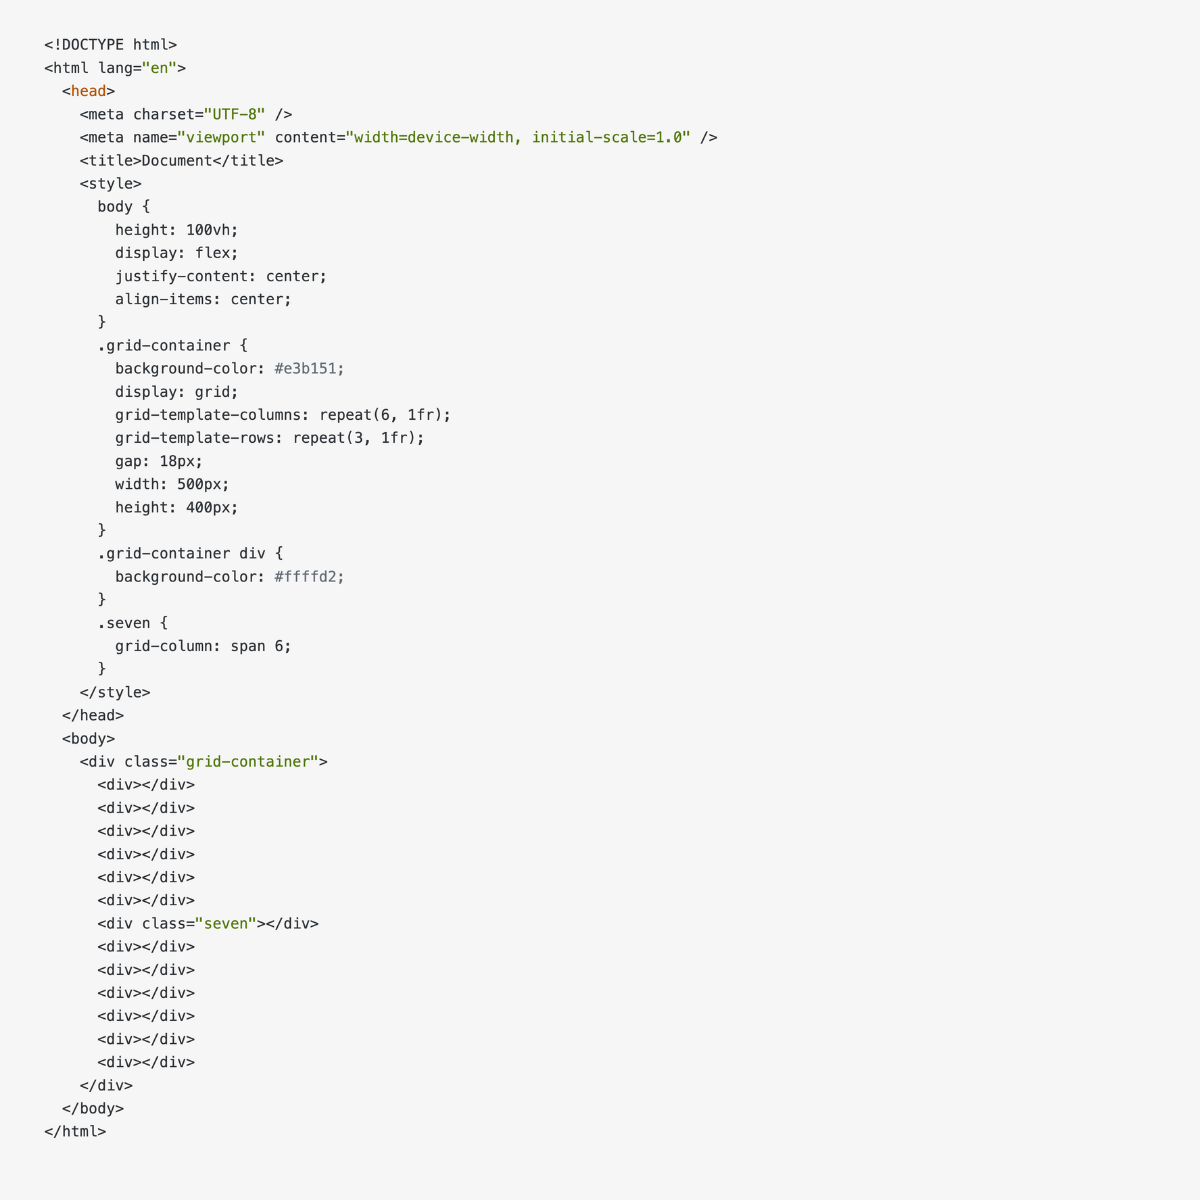 <!DOCTYPE html>
<html lang="en">
  <head>
    <meta charset="UTF-8" />
    <meta name="viewport" content="width=device-width, initial-scale=1.0" />
    <title>Document</title>
    <style>
      body {
        height: 100vh;
        display: flex;
        justify-content: center;
        align-items: center;
      }
      .grid-container {
        background-color: #e3b151;
        display: grid;
        grid-template-columns: repeat(6, 1fr);
        grid-template-rows: repeat(3, 1fr);
        gap: 18px;
        width: 500px;
        height: 400px;
      }
      .grid-container div {
        background-color: #ffffd2;
      }
      .seven {
        grid-column: span 6;
      }
    </style>
  </head>
  <body>
    <div class="grid-container">
      <div></div>
      <div></div>
      <div></div>
      <div></div>
      <div></div>
      <div></div>
      <div class="seven"></div>
      <div></div>
      <div></div>
      <div></div>
      <div></div>
      <div></div>
      <div></div>
    </div>
  </body>
</html>